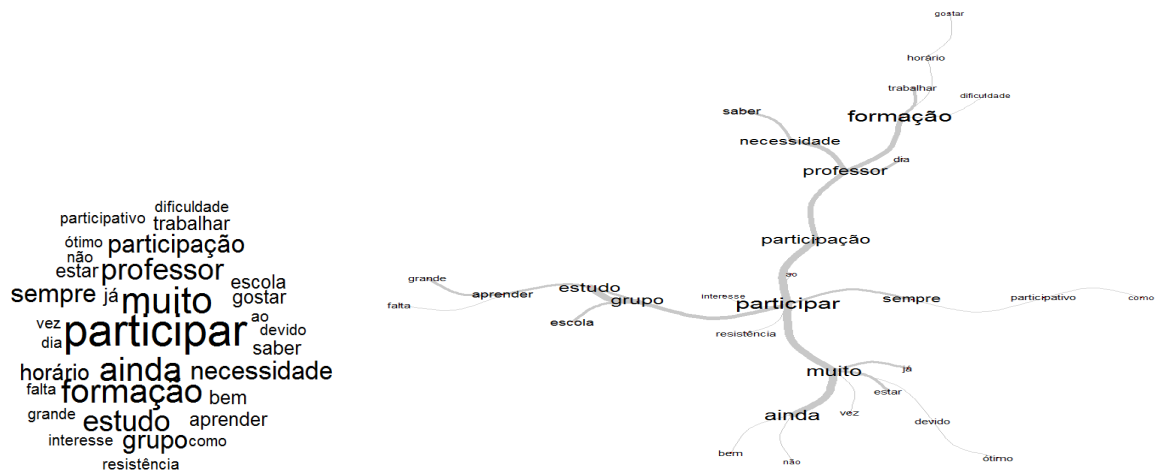 dificuldade
participativo trabalhar
ótimo participação
não
estar professor escola
sempre já muito gostar
vez participar ao
dia devido
saber
horário ainda necessidade
falta formação bem
grande estudo aprender
interesse grupo como
resistência
gostar
horário
trabalhar
dificuldade
saber
formação
necessidade
dia
professor
participação
ao
grande
estudo
aprender
interesse
sempre
participativo
como
falta
grupo
participar
escola
resistência
muito
já
estar
ainda
vez
devido
bem
não
ótimo